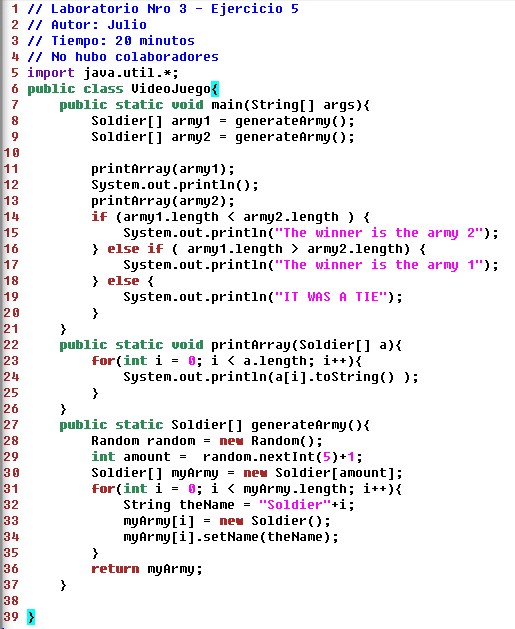 1 // Laboratorio Nro 3 - Ejercicio 5
2 // Autor: Julio
3 // Tiempo: 20 minutos
4 // No hubo colaboradores
5 import java.util.*;
6 public class VideoJuego{
7     public static void main(String[] args){
8         Soldier[] army1 = generateArmy();
9         Soldier[] army2 = generateArmy();
10
11         printArray(army1);
12         System.out.println();
13         printArray(army2);
14         if (army1.length < army2.length ) {
15             System.out.println("The winner is the army 2");
16         } else if ( army1.length > army2.length) {
17             System.out.println("The winner is the army 1");
18         } else {
19             System.out.println("IT WAS A TIE");
20         }
21     }
22     public static void printArray(Soldier[] a){
23         for(int i = 0; i < a.length; i++){
24             System.out.println(a[i].toString() );
25         }
26     }
27     public static Soldier[] generateArmy(){
28         Random random = new Random();
29         int amount =  random.nextInt(5)+1;
30         Soldier[] myArmy = new Soldier[amount];
31         for(int i = 0; i < myArmy.length; i++){
32             String theName = "Soldier"+i;
33             myArmy[i] = new Soldier();
34             myArmy[i].setName(theName);
35         }
36         return myArmy;
37     }
38
39 }